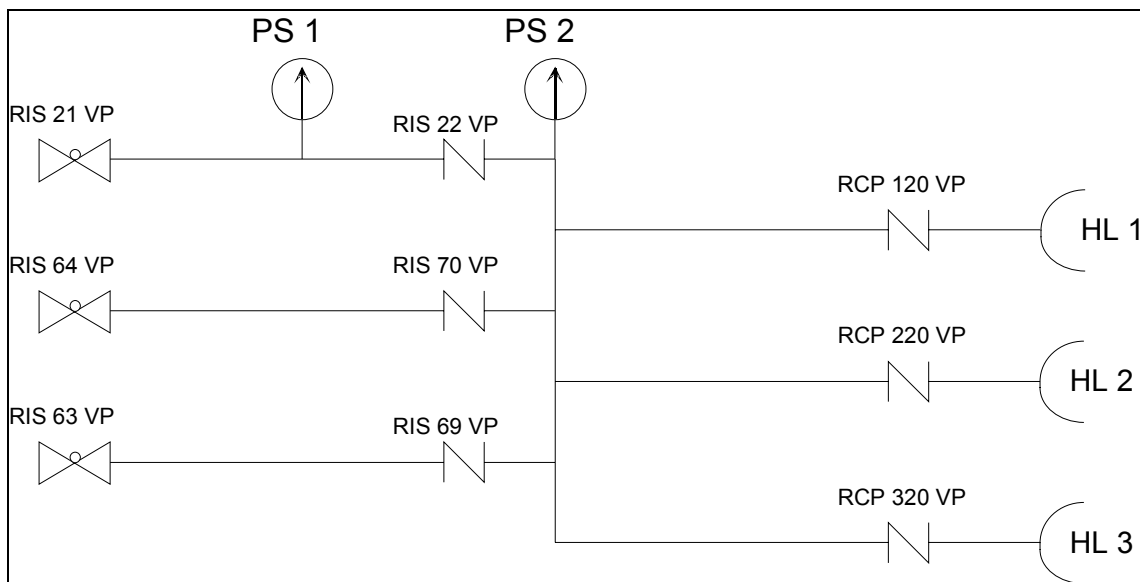 PS 1
PS 2
RIS 21 VP
RIS 22 VP
RCP 120 VP
HL 1
RIS 64 VP
RIS 70 VP
RCP 220 VP
HL 2
RIS 63 VP
RIS 69 VP
RCP 320 VP
HL 3